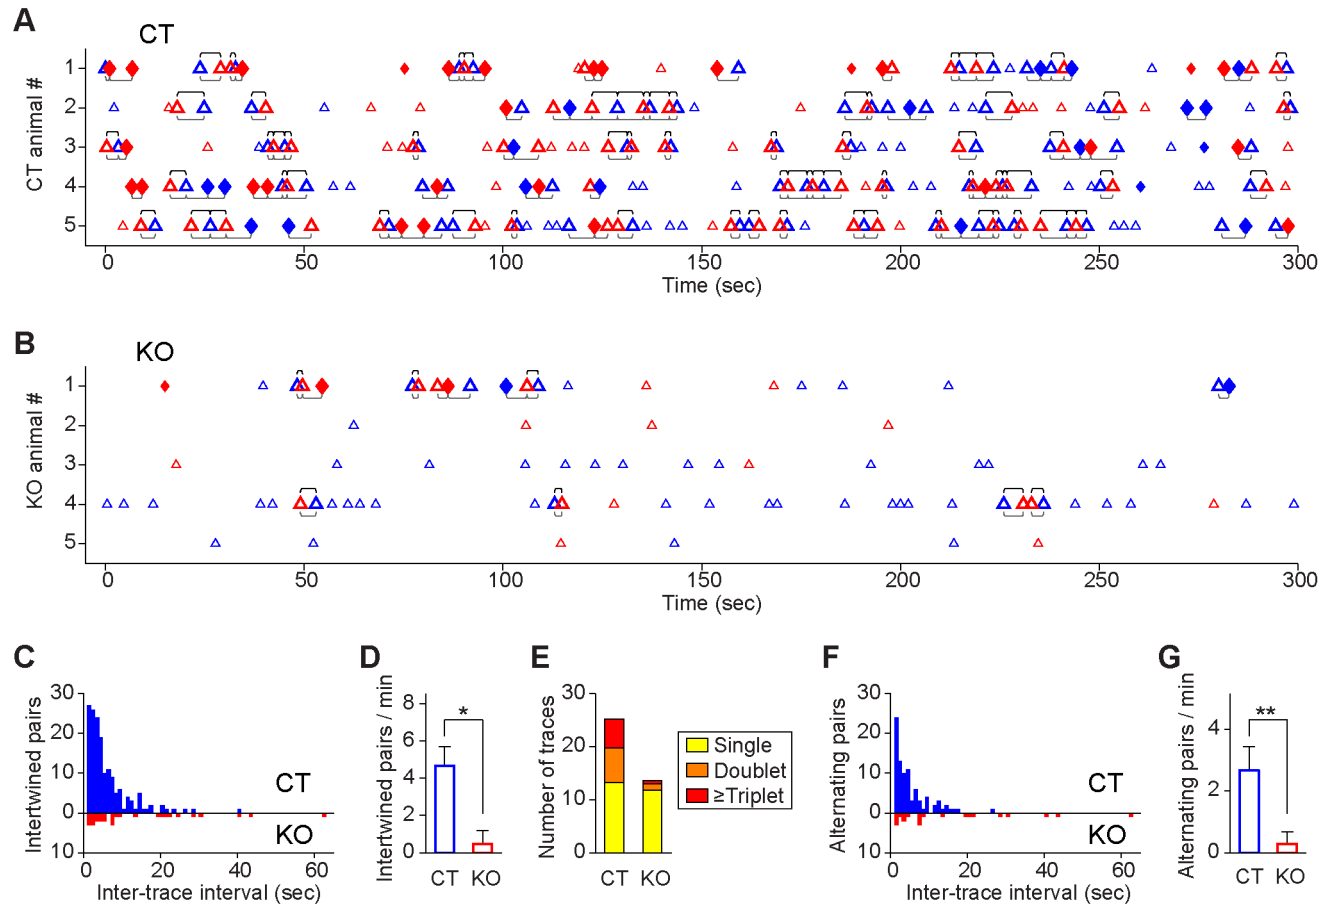 A
CT
CT animal #
1
2
3
4
5
0 50 100 150 200 250 300
Time (sec)
B
KO
KO animal #
1
2
3
4
5
0 50 100 150 200 250 300
Time (sec)
C
Intertwined pairs
30
20
10
0
10
CT
KO
0 20 40 60
Inter-trace interval (sec)
D
Intertwined pairs / min
8
6
4
2
0
*
CT KO
E
Number of traces
30
20
10
0
CT KO
Single
Doublet
≥Triplet
F
Alternating pairs
30
20
10
0
10
CT
KO
0 20 40 60
Inter-trace interval (sec)
G
Alternating pairs / min
4
2
0
**
CT KO